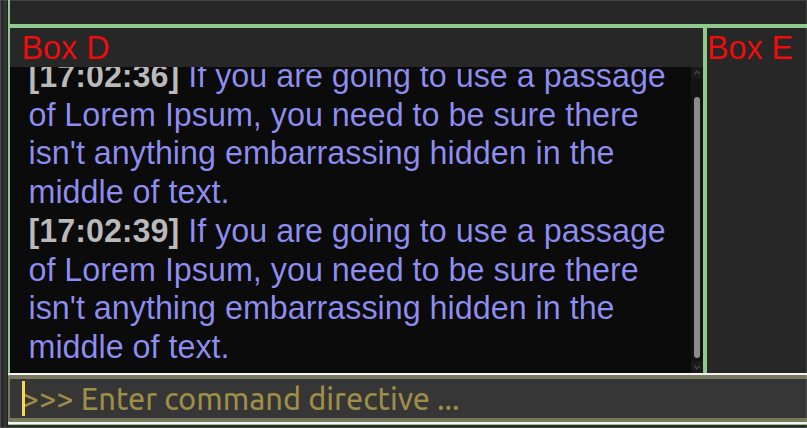 Box D
Box E
[17:02:36] If you are going to use a passage
of Lorem Ipsum, you need to be sure there
isn't anything embarrassing hidden in the
middle of text.
[17:02:39] If you are going to use a passage
of Lorem Ipsum, you need to be sure there
isn't anything embarrassing hidden in the
middle of text.
>>> Enter command directive ...